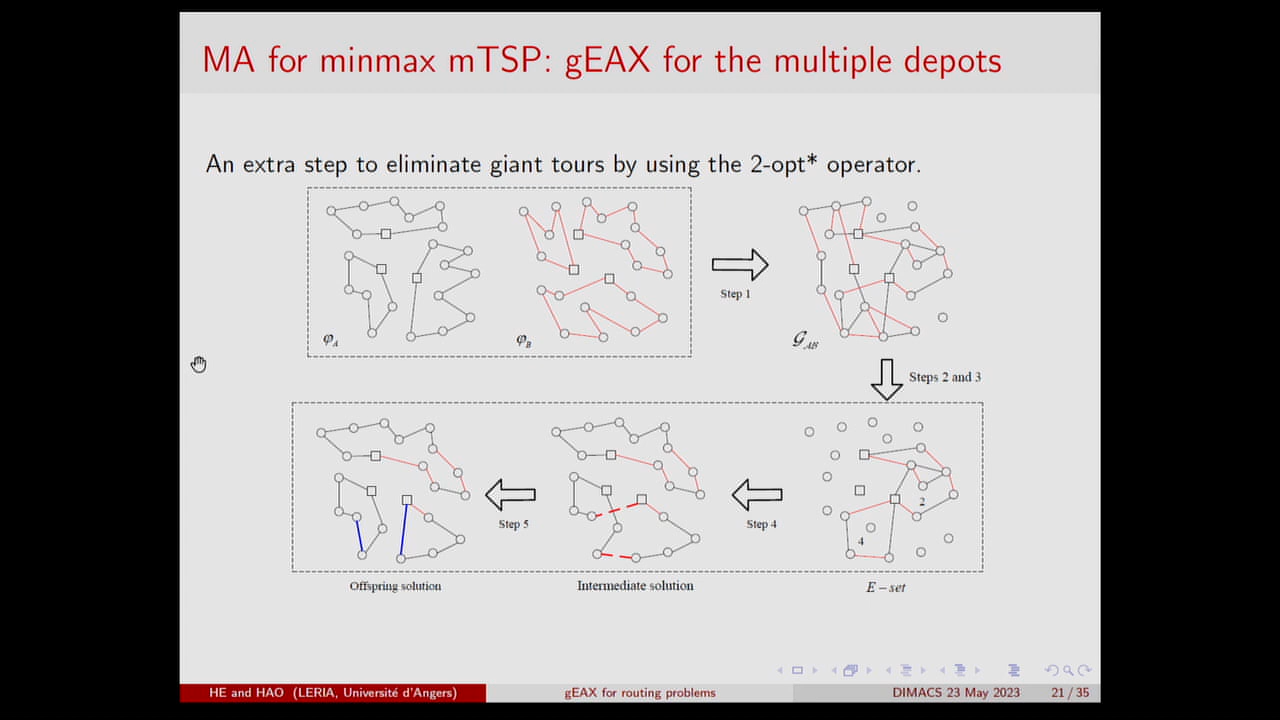 MA for minmax mTSP: gEAX for the multiple depots
An extra step to eliminate giant tours by using the 2-opt* operator.
φA
φB
Step 1
𝒢AB
Steps 2 and 3
2
4
Step 5
Step 4
Offspring solution
Intermediate solution
E – set
HE and HAO (LERIA, Université d'Angers)
gEAX for routing problems
DIMACS 23 May 2023
21 / 35